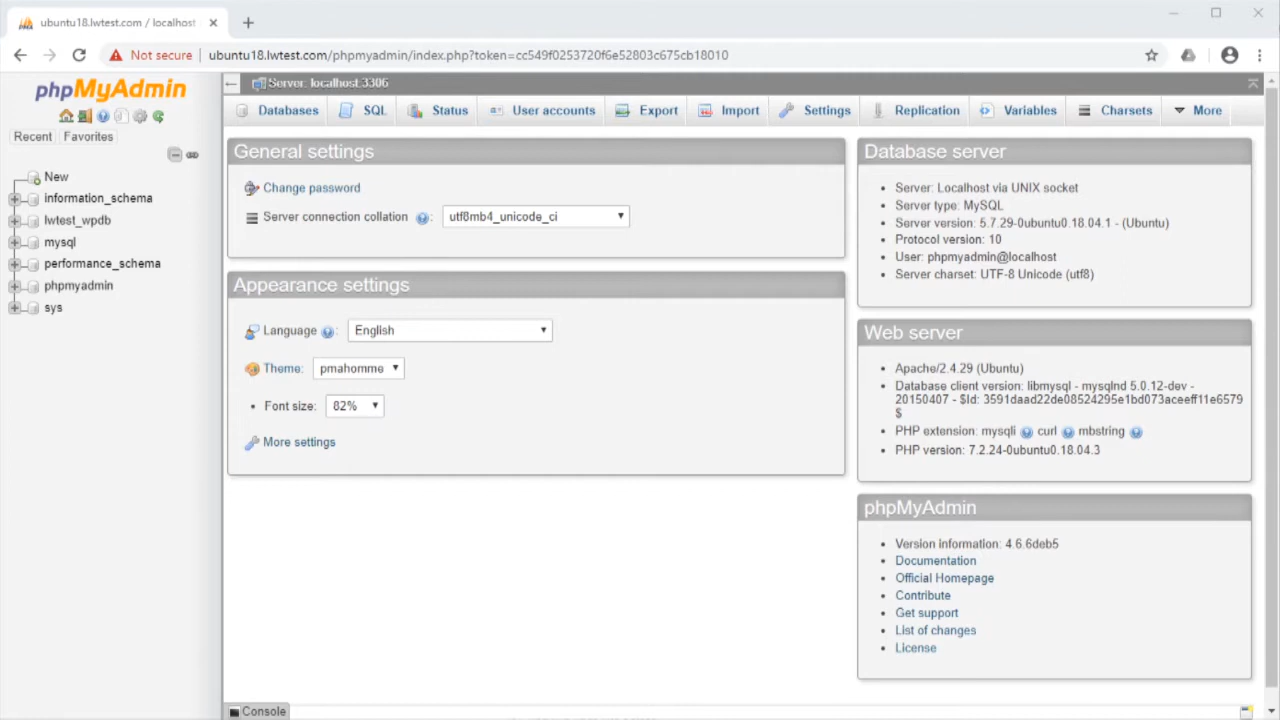 ubuntu18.lwtest.com / localhost
Not secure
ubuntu18.lwtest.com/phpmyadmin/index.php?token=cc549f0253720f6e52803c675cb18010
phpMyAdmin
Recent Favorites
New
information_schema
lwtest_wpdb
mysql
performance_schema
phpmyadmin
sys
Server: localhost:3306
Databases SQL Status User accounts Export Import Settings Replication Variables Charsets More
General settings
Change password
Server connection collation : utf8mb4_unicode_ci
Appearance settings
Language : English
Theme: pmahomme
Font size: 82%
More settings
Database server
Server: Localhost via UNIX socket
Server type: MySQL
Server version: 5.7.29-0ubuntu0.18.04.1 - (Ubuntu)
Protocol version: 10
User: phpmyadmin@localhost
Server charset: UTF-8 Unicode (utf8)
Web server
Apache/2.4.29 (Ubuntu)
Database client version: libmysql - mysqlnd 5.0.12-dev -
20150407 - $Id: 3591daad22de08524295e1bd073aceeff11e6579
$
PHP extension: mysqli curl mbstring
PHP version: 7.2.24-0ubuntu0.18.04.3
phpMyAdmin
Version information: 4.6.6deb5
Documentation
Official Homepage
Contribute
Get support
List of changes
License
Console